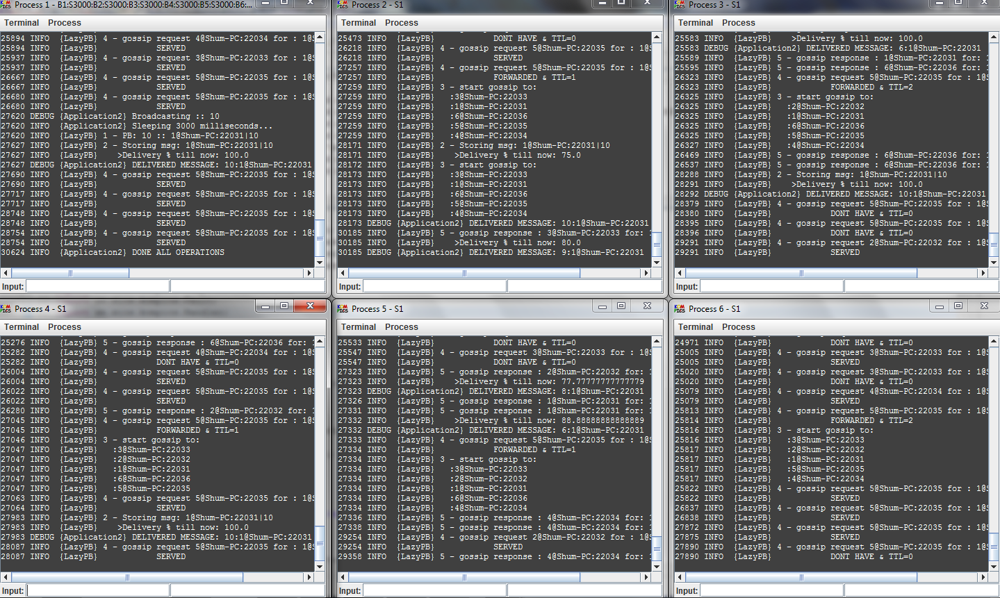 Process 1 - B1:S3000:B2:S3000:B3:S3000:B4:S3000:B5:S3000:B6:...
Terminal Process
25894 INFO {LazyPB} 4 - gossip request 4@Shum-PC:22034 for : 1@S
25894 INFO {LazyPB} SERVED
25937 INFO {LazyPB} 4 - gossip request 3@Shum-PC:22033 for : 1@S
25937 INFO {LazyPB} SERVED
26667 INFO {LazyPB} 4 - gossip request 5@Shum-PC:22035 for : 1@S
26667 INFO {LazyPB} SERVED
26680 INFO {LazyPB} 4 - gossip request 5@Shum-PC:22035 for : 1@S
26680 INFO {LazyPB} SERVED
27620 DEBUG {Application2} Broadcasting :: 10
27620 INFO {Application2} Sleeping 3000 milliseconds...
27620 INFO {LazyPB} 1 - PB: 10 :: 1@Shum-PC:22031|10
27627 INFO {LazyPB} 2 - Storing msg: 1@Shum-PC:22031|10
27627 INFO {LazyPB} >Delivery % till now: 100.0
27627 DEBUG {Application2} DELIVERED MESSAGE: 10:1@Shum-PC:22031
27690 INFO {LazyPB} 4 - gossip request 5@Shum-PC:22035 for : 1@S
27690 INFO {LazyPB} SERVED
27717 INFO {LazyPB} 4 - gossip request 5@Shum-PC:22035 for : 1@S
27717 INFO {LazyPB} SERVED
28748 INFO {LazyPB} 4 - gossip request 5@Shum-PC:22035 for : 1@S
28748 INFO {LazyPB} SERVED
28754 INFO {LazyPB} 4 - gossip request 5@Shum-PC:22035 for : 1@S
28754 INFO {LazyPB} SERVED
30624 INFO {Application2} DONE ALL OPERATIONS
Input:
Process 2 - S1
Terminal Process
25473 INFO {LazyPB} DONT HAVE & TTL=0
26218 INFO {LazyPB} 4 - gossip request 5@Shum-PC:22035 for : 1@S
26218 INFO {LazyPB} SERVED
27257 INFO {LazyPB} 4 - gossip request 5@Shum-PC:22035 for : 1@S
27257 INFO {LazyPB} FORWARDED & TTL=1
27259 INFO {LazyPB} 3 - start gossip to:
27259 INFO {LazyPB} :3@Shum-PC:22033
27259 INFO {LazyPB} :1@Shum-PC:22031
27259 INFO {LazyPB} :6@Shum-PC:22036
27259 INFO {LazyPB} :5@Shum-PC:22035
27259 INFO {LazyPB} :4@Shum-PC:22034
28171 INFO {LazyPB} 2 - Storing msg: 1@Shum-PC:22031|10
28171 INFO {LazyPB} >Delivery % till now: 75.0
28172 INFO {LazyPB} 3 - start gossip to:
28173 INFO {LazyPB} :3@Shum-PC:22033
28173 INFO {LazyPB} :1@Shum-PC:22031
28173 INFO {LazyPB} :6@Shum-PC:22036
28173 INFO {LazyPB} :5@Shum-PC:22035
28173 INFO {LazyPB} :4@Shum-PC:22034
28173 DEBUG {Application2} DELIVERED MESSAGE: 10:1@Shum-PC:22031
30185 INFO {LazyPB} 5 - gossip response : 3@Shum-PC:22033 for: 1
30185 INFO {LazyPB} >Delivery % till now: 80.0
30185 DEBUG {Application2} DELIVERED MESSAGE: 9:1@Shum-PC:22031
Input:
Process 3 - S1
Terminal Process
25583 INFO {LazyPB} >Delivery % till now: 100.0
25583 DEBUG {Application2} DELIVERED MESSAGE: 6:1@Shum-PC:22031
25589 INFO {LazyPB} 5 - gossip response : 1@Shum-PC:22031 for: 1
25595 INFO {LazyPB} 5 - gossip response : 6@Shum-PC:22036 for: 1
26323 INFO {LazyPB} 4 - gossip request 5@Shum-PC:22035 for : 1@S
26323 INFO {LazyPB} FORWARDED & TTL=2
26325 INFO {LazyPB} 3 - start gossip to:
26325 INFO {LazyPB} :2@Shum-PC:22032
26325 INFO {LazyPB} :1@Shum-PC:22031
26325 INFO {LazyPB} :6@Shum-PC:22036
26325 INFO {LazyPB} :5@Shum-PC:22035
26327 INFO {LazyPB} :4@Shum-PC:22034
26469 INFO {LazyPB} 5 - gossip response : 6@Shum-PC:22036 for: 1
26537 INFO {LazyPB} 5 - gossip response : 6@Shum-PC:22036 for: 1
28288 INFO {LazyPB} 2 - Storing msg: 1@Shum-PC:22031|10
28291 INFO {LazyPB} >Delivery % till now: 100.0
28292 DEBUG {Application2} DELIVERED MESSAGE: 10:1@Shum-PC:22031
28379 INFO {LazyPB} 4 - gossip request 5@Shum-PC:22035 for : 1@S
28380 INFO {LazyPB} DONT HAVE & TTL=0
28395 INFO {LazyPB} 4 - gossip request 5@Shum-PC:22035 for : 1@S
28396 INFO {LazyPB} DONT HAVE & TTL=0
29291 INFO {LazyPB} 4 - gossip request 2@Shum-PC:22032 for : 1@S
29291 INFO {LazyPB} SERVED
Input:
Process 4 - S1
Terminal Process
25276 INFO {LazyPB} 5 - gossip response : 6@Shum-PC:22036 for: 1
25282 INFO {LazyPB} 4 - gossip request 4@Shum-PC:22034 for : 1@S
25282 INFO {LazyPB} DONT HAVE & TTL=0
26004 INFO {LazyPB} 4 - gossip request 5@Shum-PC:22035 for : 1@S
26004 INFO {LazyPB} SERVED
26022 INFO {LazyPB} 4 - gossip request 5@Shum-PC:22035 for : 1@S
26022 INFO {LazyPB} SERVED
26280 INFO {LazyPB} 5 - gossip response : 2@Shum-PC:22032 for: 1
27045 INFO {LazyPB} 4 - gossip request 5@Shum-PC:22035 for : 1@S
27045 INFO {LazyPB} FORWARDED & TTL=1
27046 INFO {LazyPB} 3 - start gossip to:
27047 INFO {LazyPB} :3@Shum-PC:22033
27047 INFO {LazyPB} :2@Shum-PC:22032
27047 INFO {LazyPB} :1@Shum-PC:22031
27047 INFO {LazyPB} :6@Shum-PC:22036
27047 INFO {LazyPB} :5@Shum-PC:22035
27063 INFO {LazyPB} 4 - gossip request 5@Shum-PC:22035 for : 1@S
27064 INFO {LazyPB} SERVED
27983 INFO {LazyPB} 2 - Storing msg: 1@Shum-PC:22031|10
27983 INFO {LazyPB} >Delivery % till now: 100.0
27983 DEBUG {Application2} DELIVERED MESSAGE: 10:1@Shum-PC:22031
28087 INFO {LazyPB} 4 - gossip request 5@Shum-PC:22035 for : 1@S
28087 INFO {LazyPB} SERVED
Input:
Process 5 - S1
Terminal Process
25533 INFO {LazyPB} DONT HAVE & TTL=0
25547 INFO {LazyPB} 4 - gossip request 3@Shum-PC:22033 for : 1@S
25547 INFO {LazyPB} DONT HAVE & TTL=0
27323 INFO {LazyPB} 5 - gossip response : 2@Shum-PC:22032 for: 1
27323 INFO {LazyPB} >Delivery % till now: 77.77777777777779
27323 DEBUG {Application2} DELIVERED MESSAGE: 8:1@Shum-PC:22031
27326 INFO {LazyPB} 5 - gossip response : 1@Shum-PC:22031 for: 1
27331 INFO {LazyPB} 5 - gossip response : 1@Shum-PC:22031 for: 1
27332 INFO {LazyPB} >Delivery % till now: 88.88888888888889
27332 DEBUG {Application2} DELIVERED MESSAGE: 6:1@Shum-PC:22031
27333 INFO {LazyPB} 4 - gossip request 5@Shum-PC:22035 for : 1@S
27334 INFO {LazyPB} FORWARDED & TTL=1
27334 INFO {LazyPB} 3 - start gossip to:
27334 INFO {LazyPB} :3@Shum-PC:22033
27334 INFO {LazyPB} :2@Shum-PC:22032
27334 INFO {LazyPB} :1@Shum-PC:22031
27334 INFO {LazyPB} :6@Shum-PC:22036
27334 INFO {LazyPB} :4@Shum-PC:22034
27336 INFO {LazyPB} 5 - gossip response : 4@Shum-PC:22034 for: 1
27338 INFO {LazyPB} 5 - gossip response : 4@Shum-PC:22034 for: 1
29254 INFO {LazyPB} 4 - gossip request 2@Shum-PC:22032 for : 1@S
29254 INFO {LazyPB} SERVED
29358 INFO {LazyPB} 5 - gossip response : 4@Shum-PC:22034 for: 1
Input:
Process 6 - S1
Terminal Process
24971 INFO {LazyPB} DONT HAVE & TTL=0
25005 INFO {LazyPB} 4 - gossip request 3@Shum-PC:22033 for : 1@S
25005 INFO {LazyPB} SERVED
25020 INFO {LazyPB} 4 - gossip request 3@Shum-PC:22033 for : 1@S
25020 INFO {LazyPB} DONT HAVE & TTL=0
25079 INFO {LazyPB} 4 - gossip request 4@Shum-PC:22034 for : 1@S
25079 INFO {LazyPB} SERVED
25813 INFO {LazyPB} 4 - gossip request 5@Shum-PC:22035 for : 1@S
25814 INFO {LazyPB} FORWARDED & TTL=2
25816 INFO {LazyPB} 3 - start gossip to:
25816 INFO {LazyPB} :3@Shum-PC:22033
25817 INFO {LazyPB} :2@Shum-PC:22032
25817 INFO {LazyPB} :1@Shum-PC:22031
25817 INFO {LazyPB} :5@Shum-PC:22035
25817 INFO {LazyPB} :4@Shum-PC:22034
25822 INFO {LazyPB} 4 - gossip request 5@Shum-PC:22035 for : 1@S
25822 INFO {LazyPB} SERVED
26837 INFO {LazyPB} 4 - gossip request 5@Shum-PC:22035 for : 1@S
26838 INFO {LazyPB} SERVED
27872 INFO {LazyPB} 4 - gossip request 5@Shum-PC:22035 for : 1@S
27875 INFO {LazyPB} SERVED
27890 INFO {LazyPB} 4 - gossip request 5@Shum-PC:22035 for : 1@S
27890 INFO {LazyPB} DONT HAVE & TTL=0
Input: